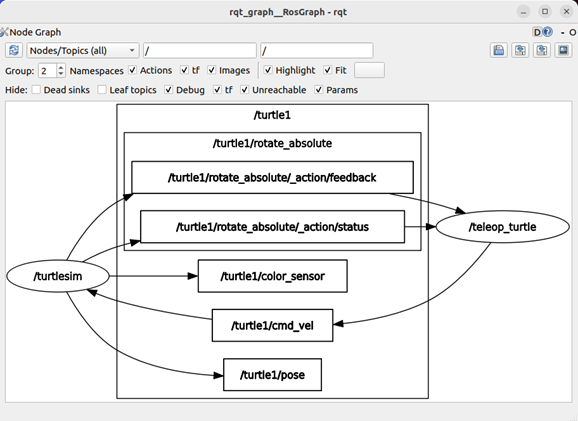 rqt_graph__RosGraph - rqt
Node Graph
D? - O
Nodes/Topics (all) / /
Group: 2 Namespaces Actions tf Images Highlight Fit
Hide: Dead sinks Leaf topics Debug tf Unreachable Params
/turtle1
/turtle1/rotate_absolute
/turtle1/rotate_absolute/_action/feedback
/turtle1/rotate_absolute/_action/status
/teleop_turtle
/turtlesim
/turtle1/color_sensor
/turtle1/cmd_vel
/turtle1/pose